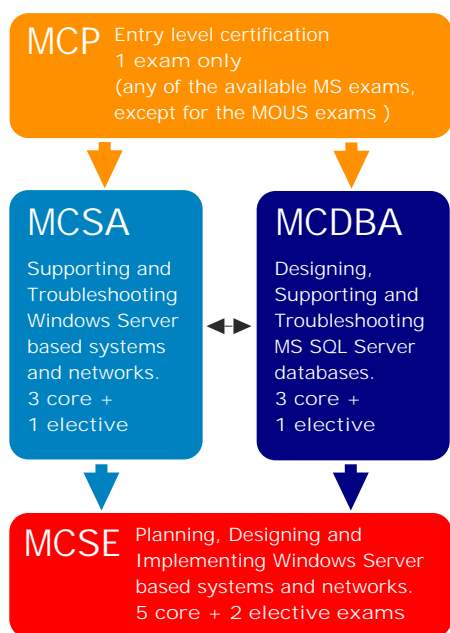 MCP Entry level certification
1 exam only
(any of the available MS exams,
except for the MOUS exams )
MCSA
Supporting and
Troubleshooting
Windows Server
based systems
and networks.
3 core +
1 elective
MCDBA
Designing,
Supporting and
Troubleshooting
MS SQL Server
databases.
3 core +
1 elective
MCSE Planning, Designing and
Implementing Windows Server
based systems and networks.
5 core + 2 elective exams